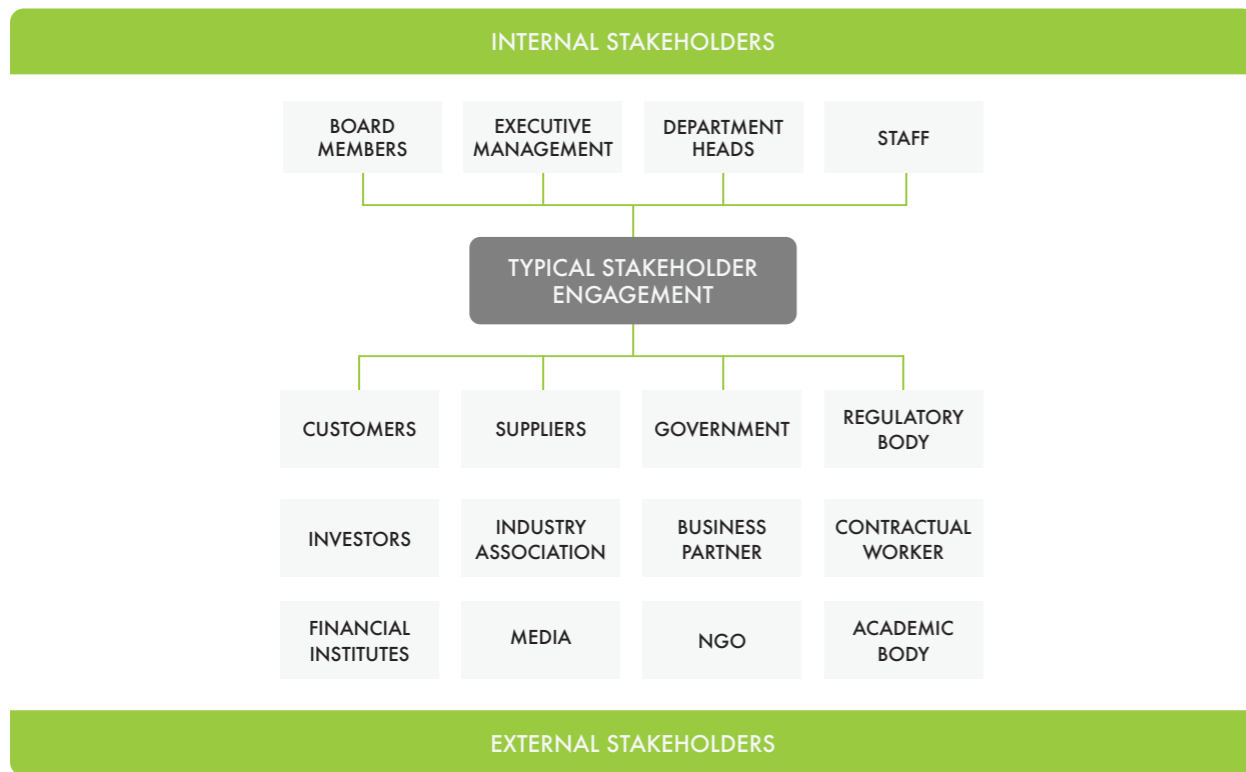 INTERNAL STAKEHOLDERS
BOARD
MEMBERS
EXECUTIVE
MANAGEMENT
DEPARTMENT
HEADS
STAFF
TYPICAL STAKEHOLDER
ENGAGEMENT
CUSTOMERS
SUPPLIERS
GOVERNMENT
REGULATORY
BODY
INVESTORS
INDUSTRY
ASSOCIATION
BUSINESS
PARTNER
CONTRACTUAL
WORKER
FINANCIAL
INSTITUTES
MEDIA
NGO
ACADEMIC
BODY
EXTERNAL STAKEHOLDERS